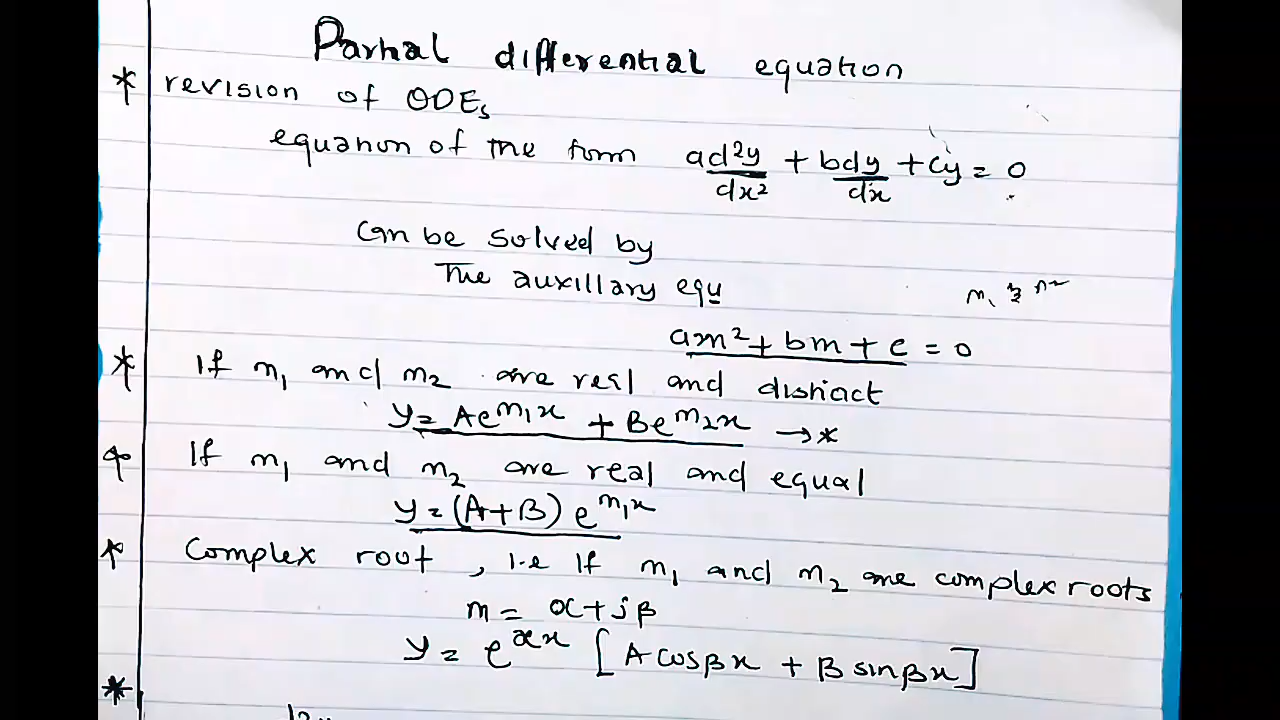 Partial differential equation
* revision of ODEs
equation of the form ad²y/dx² + bdy/dx + cy = 0
can be solved by
The auxillary equ
m₁ & m₂
am² + bm + c = 0
* If m₁ and m₂ are real and distinct
y = Ae^m₁x + Be^m₂x → *
* If m₁ and m₂ are real and equal
y = (A+B) e^m₁x
* Complex root, i.e If m₁ and m₂ are complex roots
m = α + jβ
y = e^αx [A cosβx + B sinβx]
*